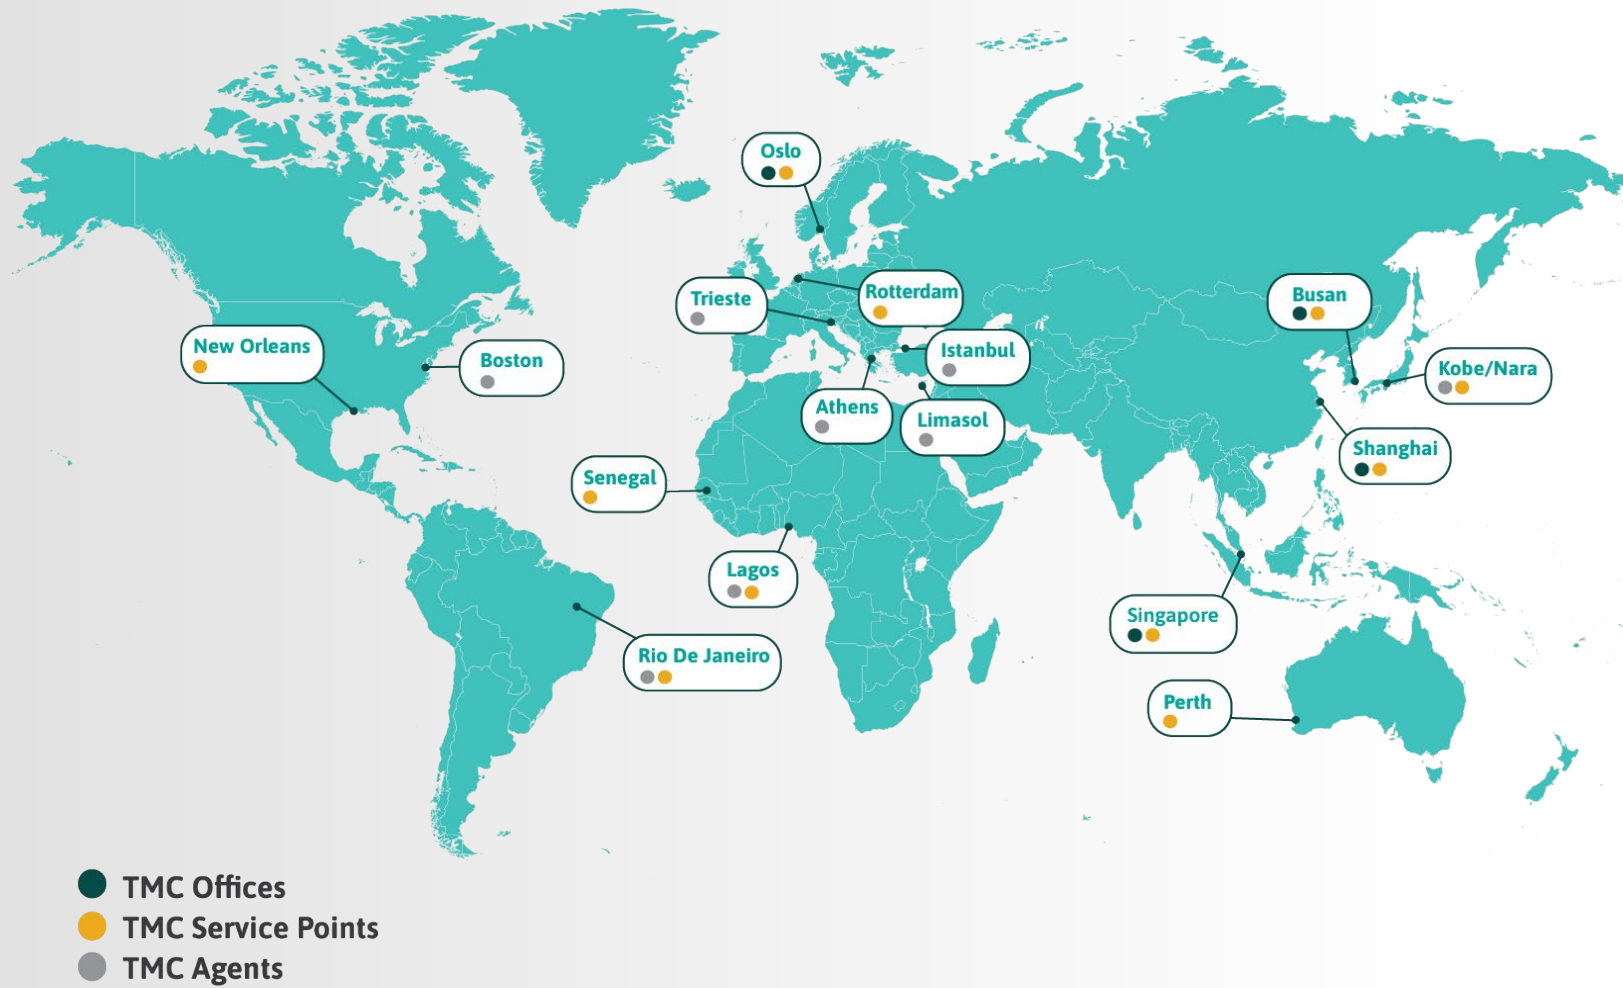 Oslo
Trieste
Rotterdam
Busan
New Orleans
Boston
Istanbul
Kobe/Nara
Athens
Limasol
Shanghai
Senegal
Lagos
Singapore
Rio De Janeiro
Perth
TMC Offices
TMC Service Points
TMC Agents